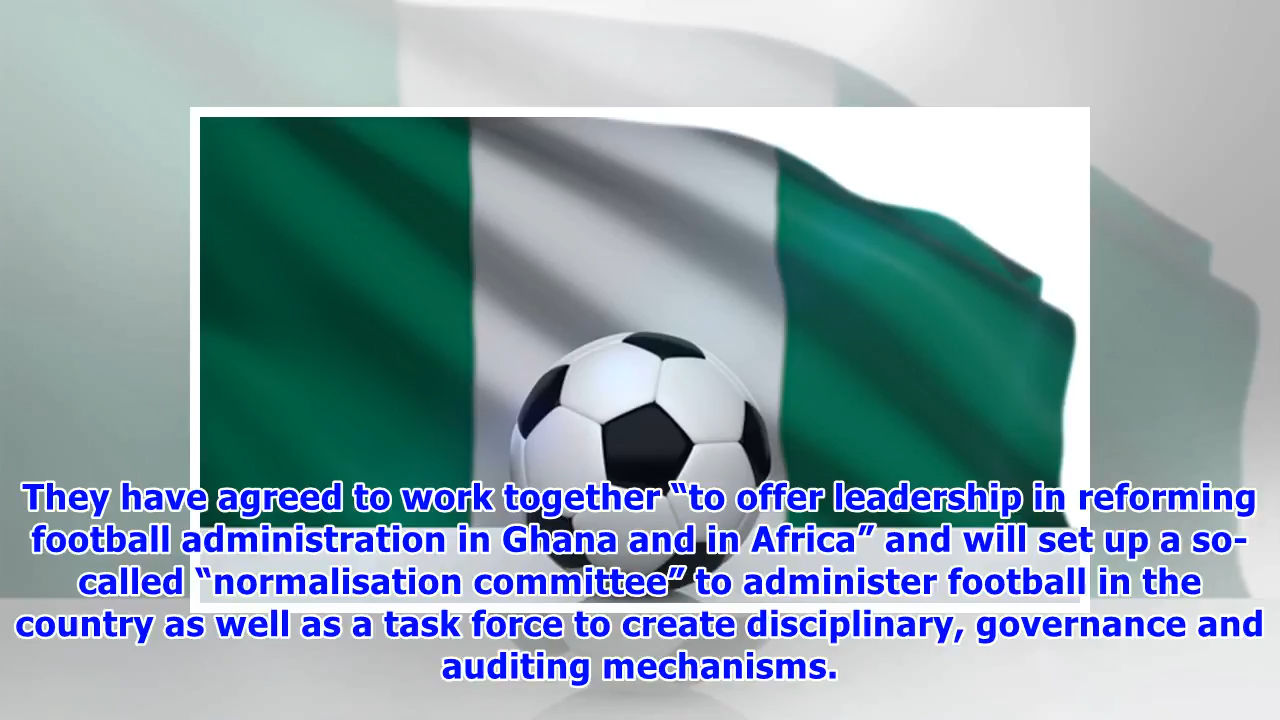 They have agreed to work together “to offer leadership in reforming
football administration in Ghana and in Africa” and will set up a so-
called “normalisation committee” to administer football in the
country as well as a task force to create disciplinary, governance and
auditing mechanisms.